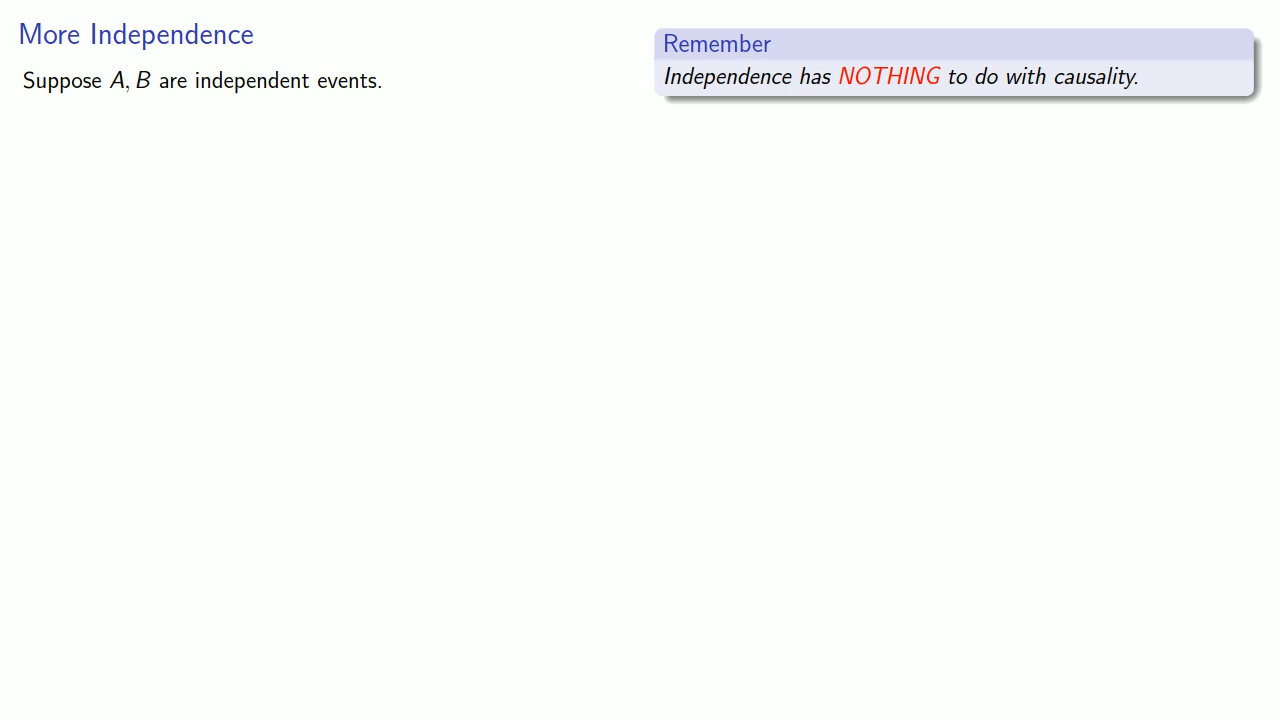 More Independence
Suppose A, B are independent events.
Remember
Independence has NOTHING to do with causality.